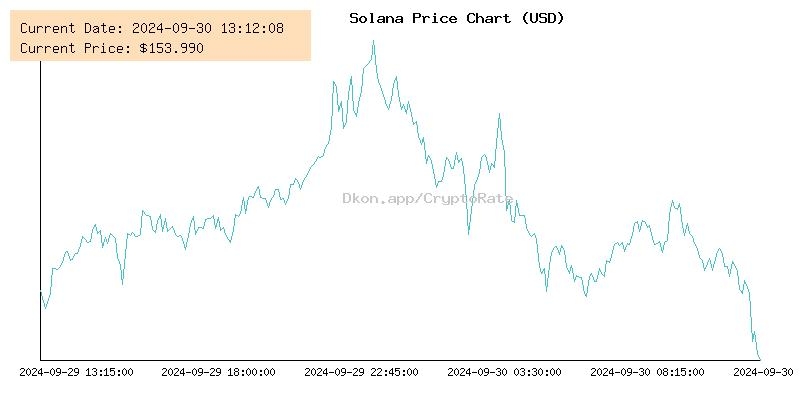 Solana Price Chart (USD)
Current Date: 2024-09-30 13:12:08
Current Price: $153.990
Dkon.app/CryptoRate
2024-09-29 13:15:00 2024-09-29 18:00:00 2024-09-29 22:45:00 2024-09-30 03:30:00 2024-09-30 08:15:00 2024-09-30